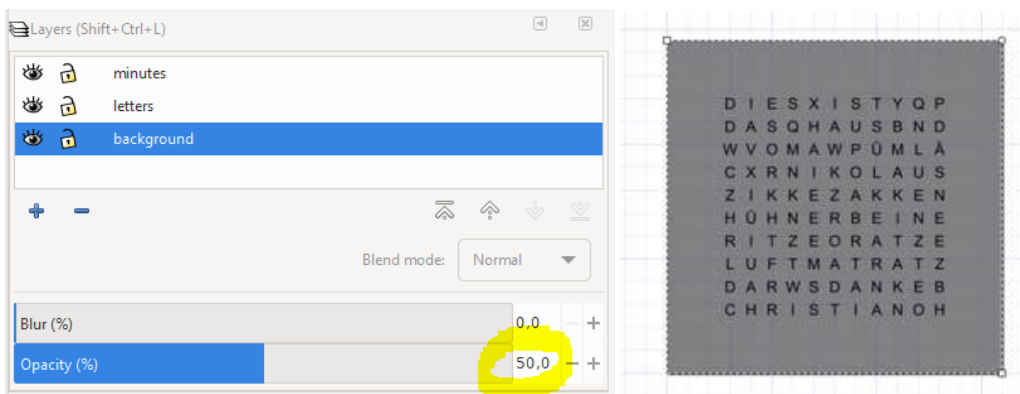 Layers (Shift+Ctrl+L)
minutes
letters
background
Blend mode: Normal
Blur (%) 0,0
Opacity (%) 50,0
D I E S X I S T Y Q P
D A S Q H A U S B N D
W V O M A W P Ü M L Å
C X R N I K O L A U S
Z I K K E Z A K K E N
H Ü H N E R B E I N E
R I T Z E O R A T Z E
L U F T M A T R A T Z
D A R W S D A N K E B
C H R I S T I A N O H